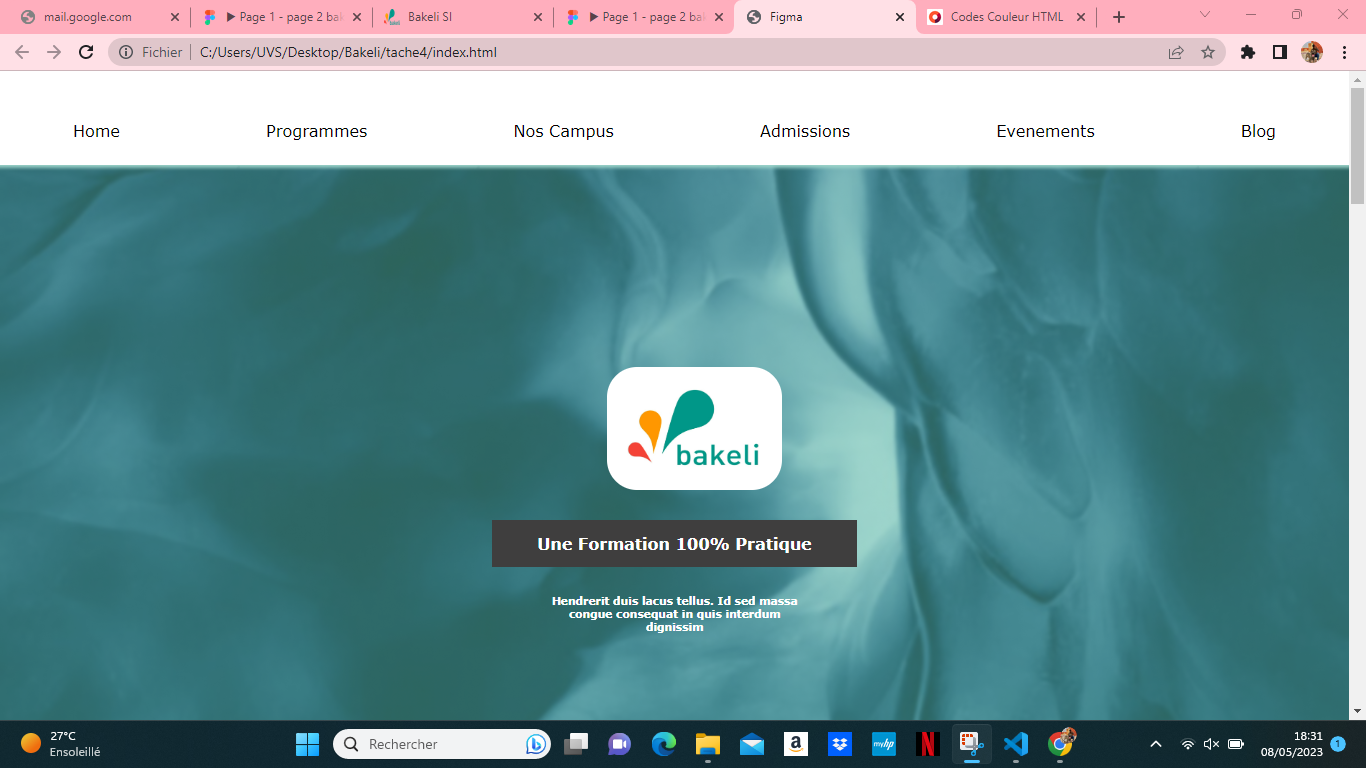 mail.google.com
Page 1 - page 2 bak
Bakeli SI
Page 1 - page 2 bak
Figma
Codes Couleur HTML
Fichier C:/Users/UVS/Desktop/Bakeli/tache4/index.html
Home Programmes Nos Campus Admissions Evenements Blog
bakeli
Une Formation 100% Pratique
Hendrerit duis lacus tellus. Id sed massa
congue consequat in quis interdum
dignissim
27°C
Ensoleillé
Rechercher
a
myhp
N
18:31
08/05/2023
1